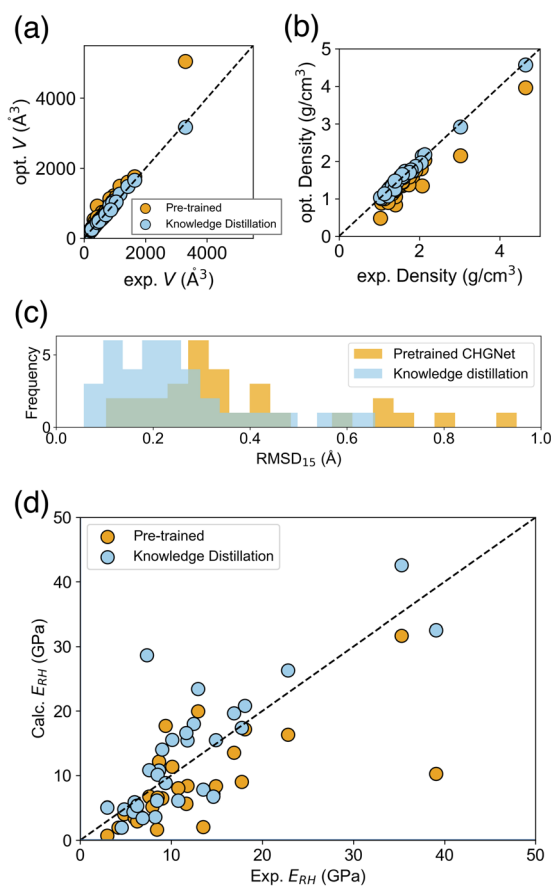 (a)
opt. V (Å³)
4000
2000
0
0
2000
4000
exp. V (Å³)
Pre-trained
Knowledge Distillation
(b)
opt. Density (g/cm3)
5
4
3
2
1
0
0
2
4
exp. Density (g/cm³)
(c)
Frequency
5
0
0.0
0.2
0.4
0.6
0.8
1.0
RMSD₁₅ (Å)
Pretrained CHGNet
Knowledge distillation
(d)
Calc. E_RH (GPa)
50
40
30
20
10
0
0
10
20
30
40
50
Exp. E_RH (GPa)
Pre-trained
Knowledge Distillation